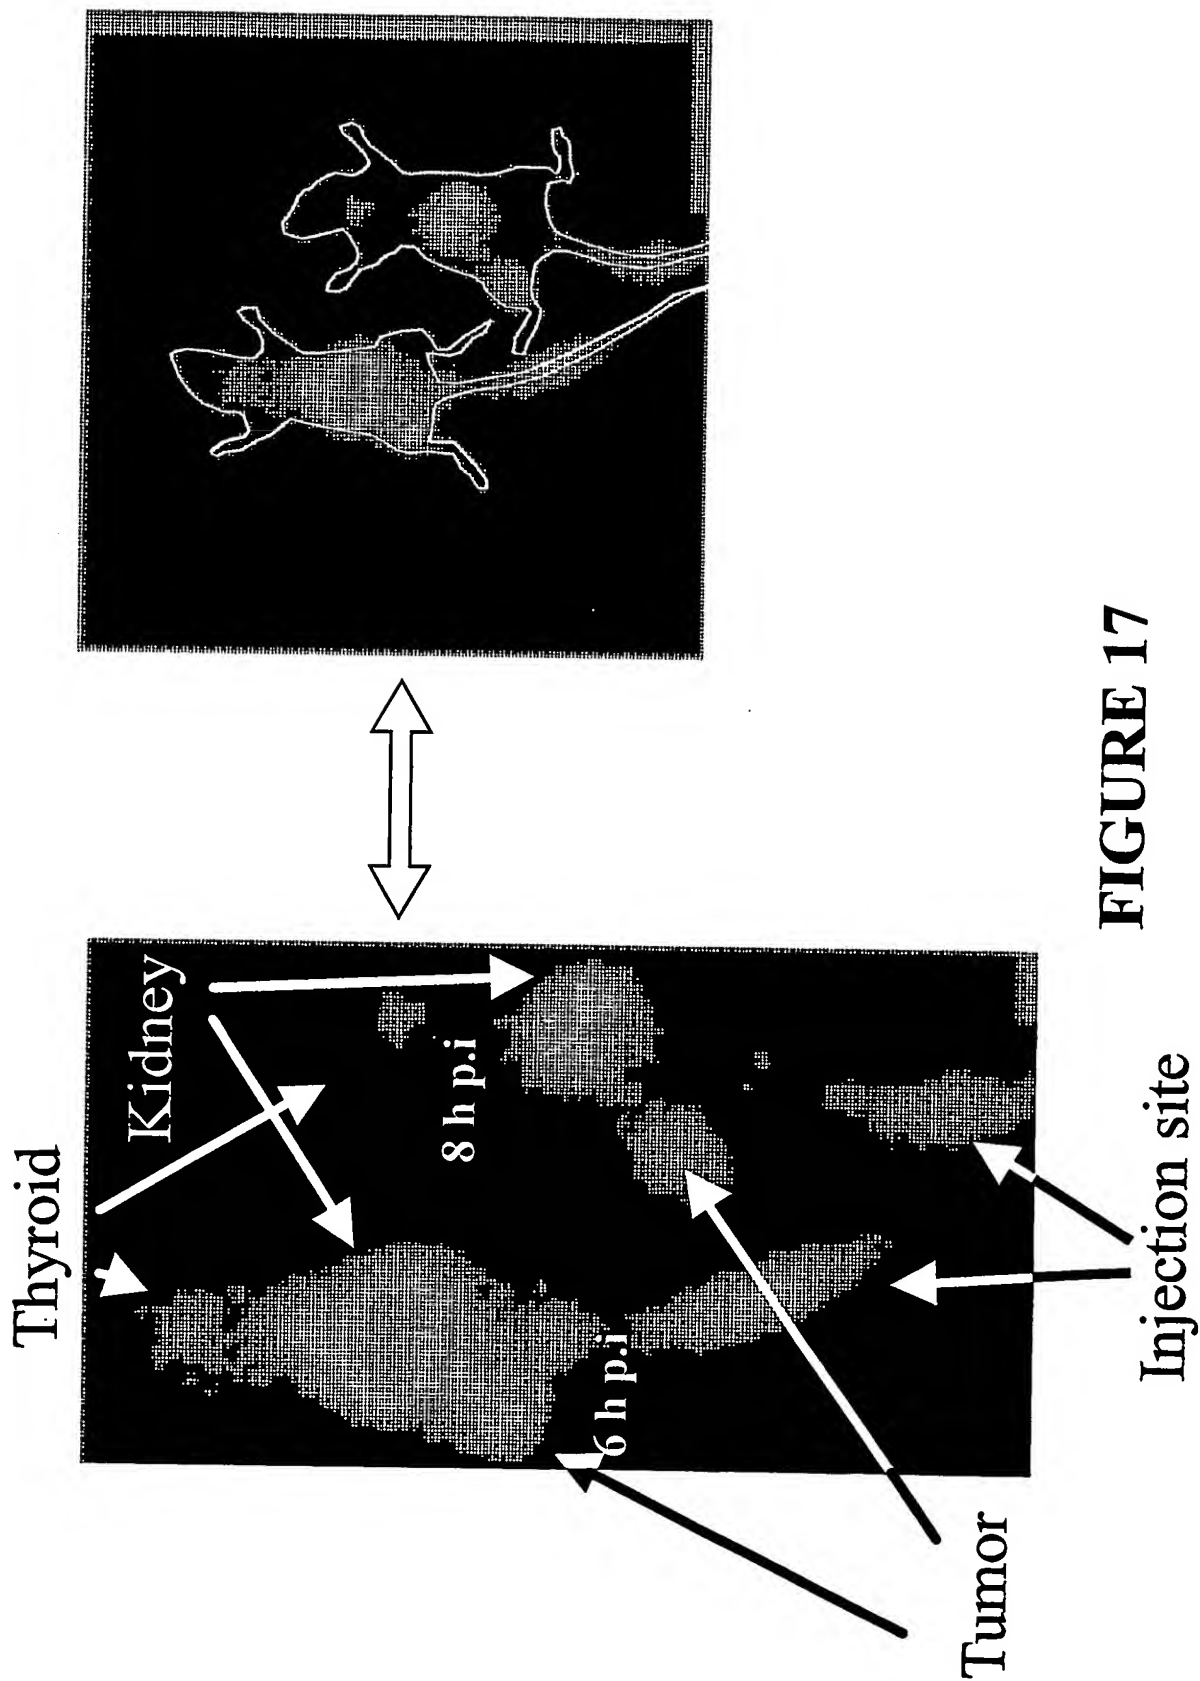 Thyroid
Kidney
8 h p.i
6 h p.i
Tumor
Injection site
FIGURE 17